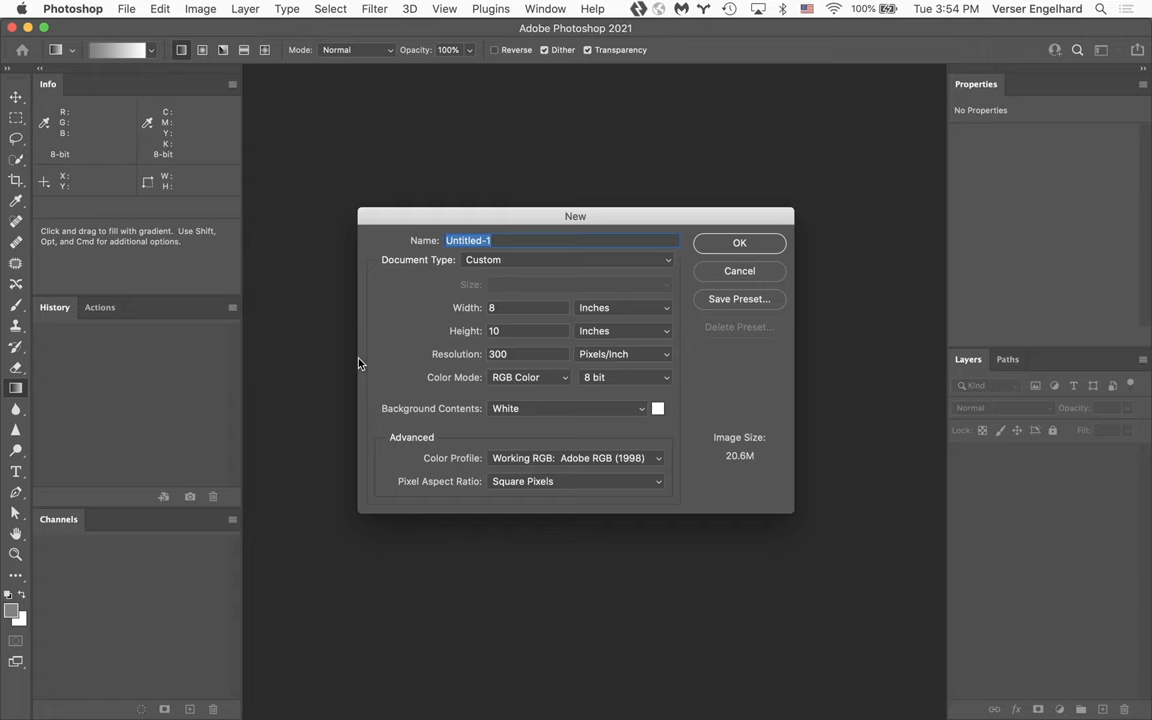 Photoshop File Edit Image Layer Type Select Filter 3D View Plugins Window Help 100% Tue 3:54 PM Verser Engelhard
Adobe Photoshop 2021
Mode: Normal Opacity: 100% Reverse Dither Transparency
Info
R: C:
G: M:
B: Y:
K:
8-bit 8-bit
X: W:
Y: H:
Click and drag to fill with gradient. Use Shift,
Opt, and Cmd for additional options.
History Actions
Channels
New
Name: Untitled-1
Document Type: Custom
Size:
Width: 8 Inches
Height: 10 Inches
Resolution: 300 Pixels/Inch
Color Mode: RGB Color 8 bit
Background Contents: White
Advanced
Color Profile: Working RGB: Adobe RGB (1998)
Pixel Aspect Ratio: Square Pixels
OK
Cancel
Save Preset...
Delete Preset...
Image Size:
20.6M
Properties
No Properties
Layers Paths
Kind
Normal Opacity:
Lock: Fill: